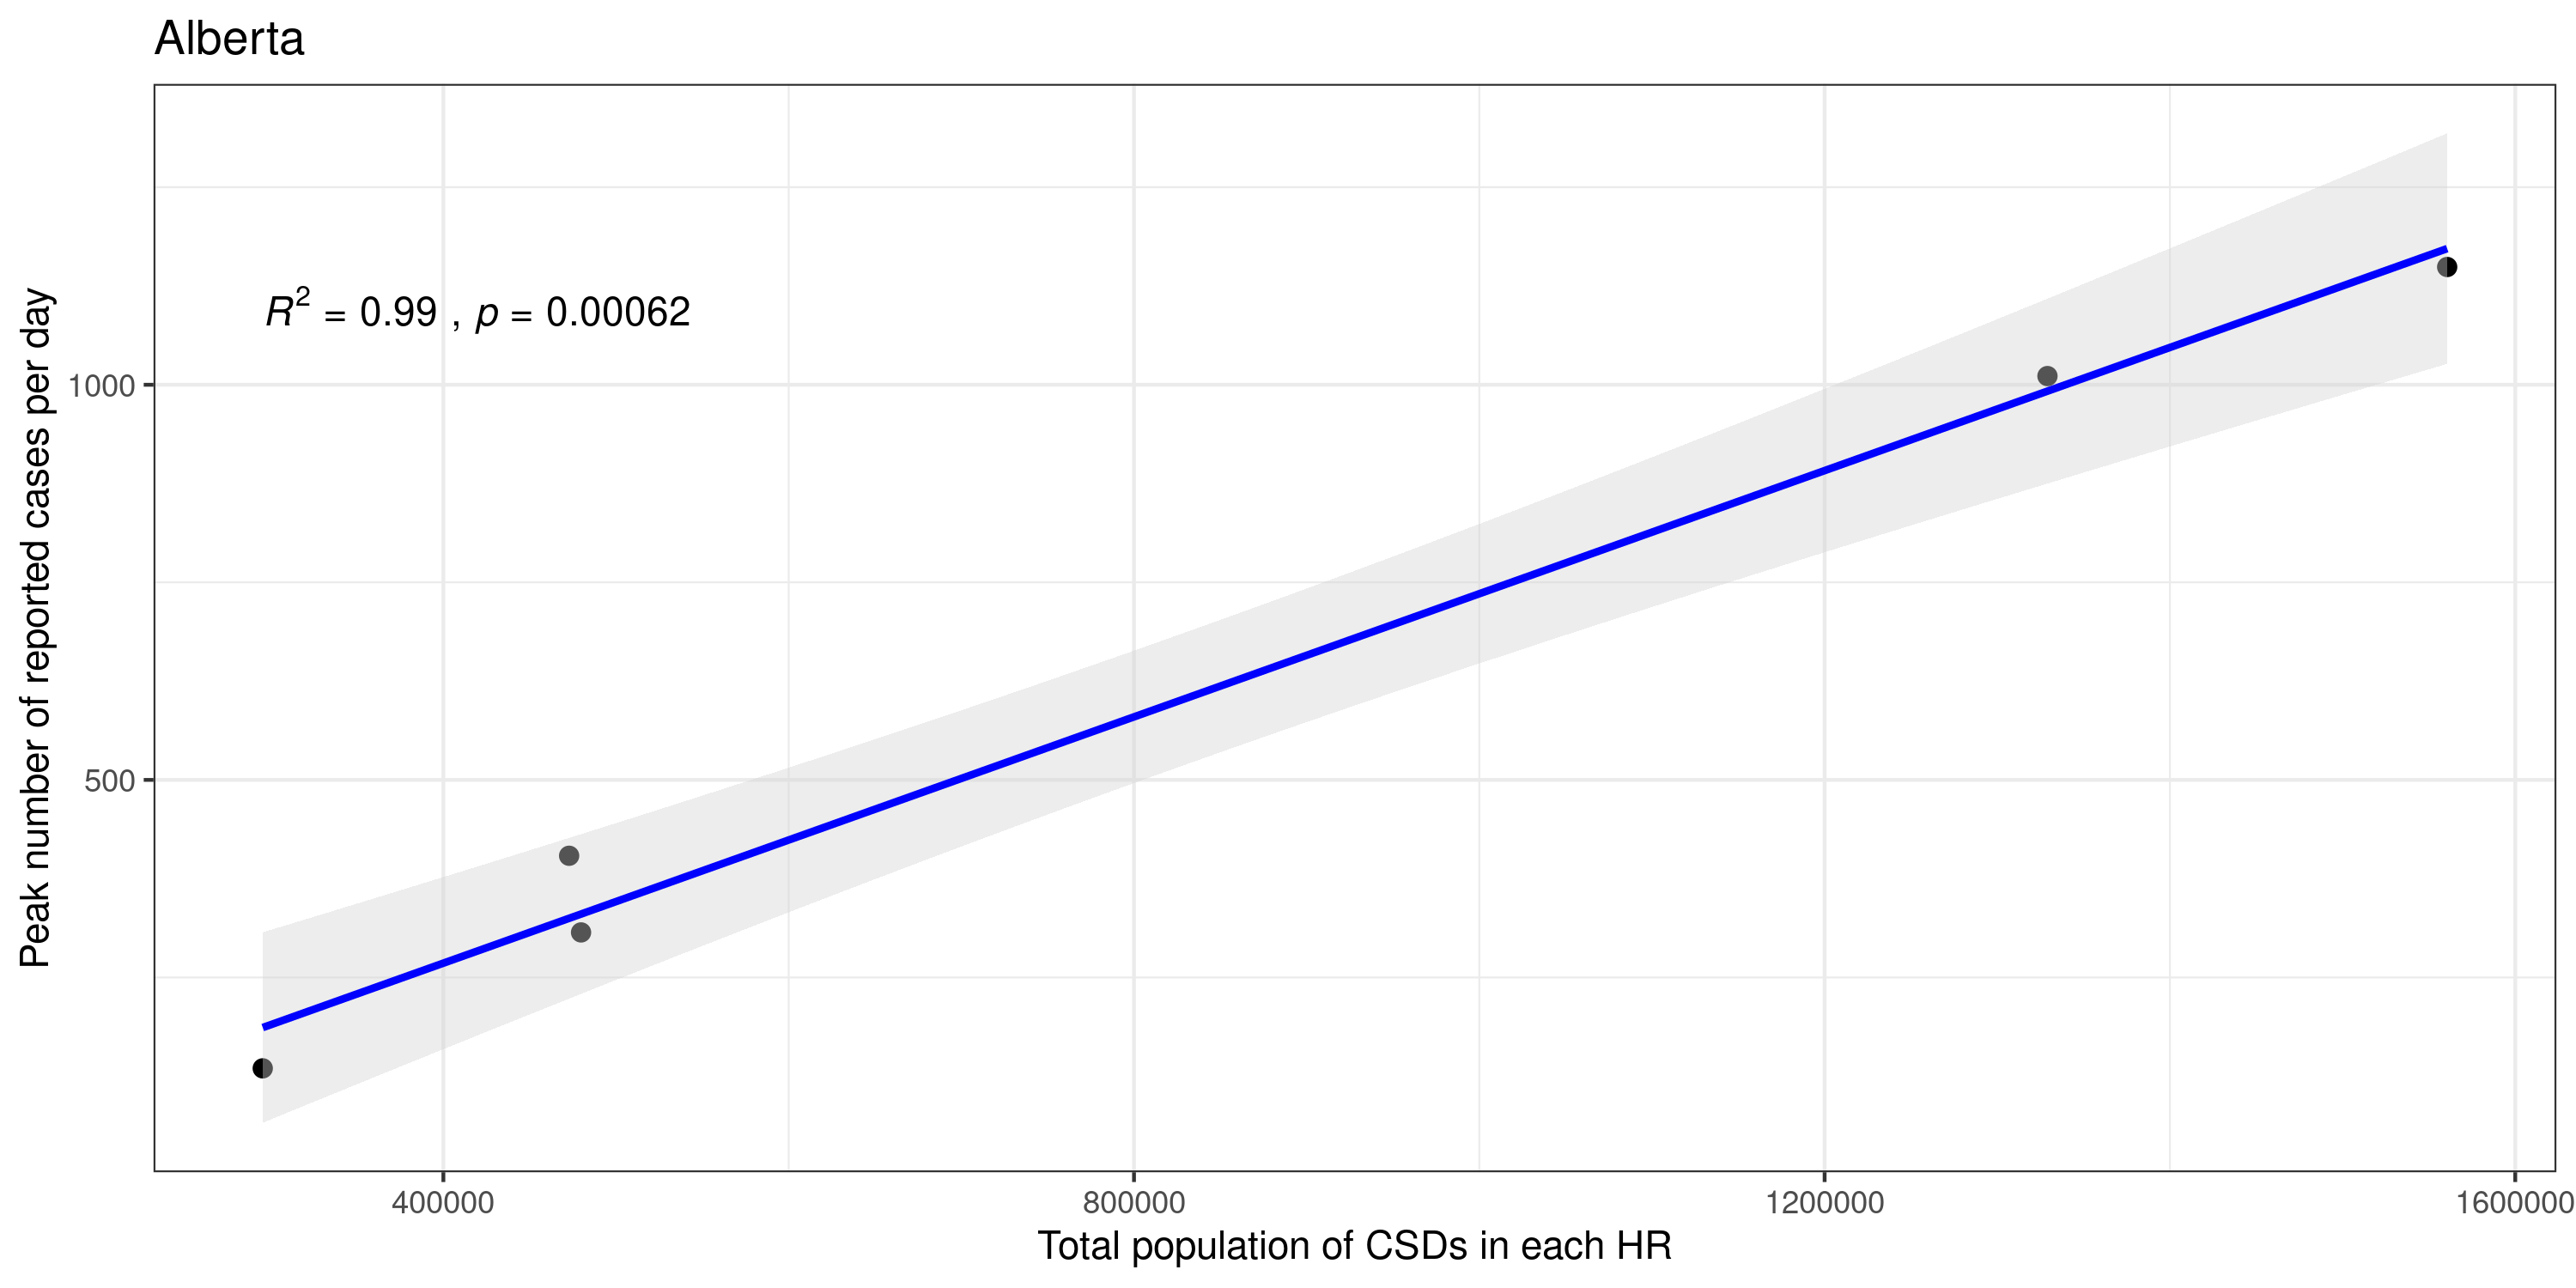 Alberta
R² = 0.99 , p = 0.00062
Peak number of reported cases per day
1000
500
400000
800000
1200000
1600000
Total population of CSDs in each HR